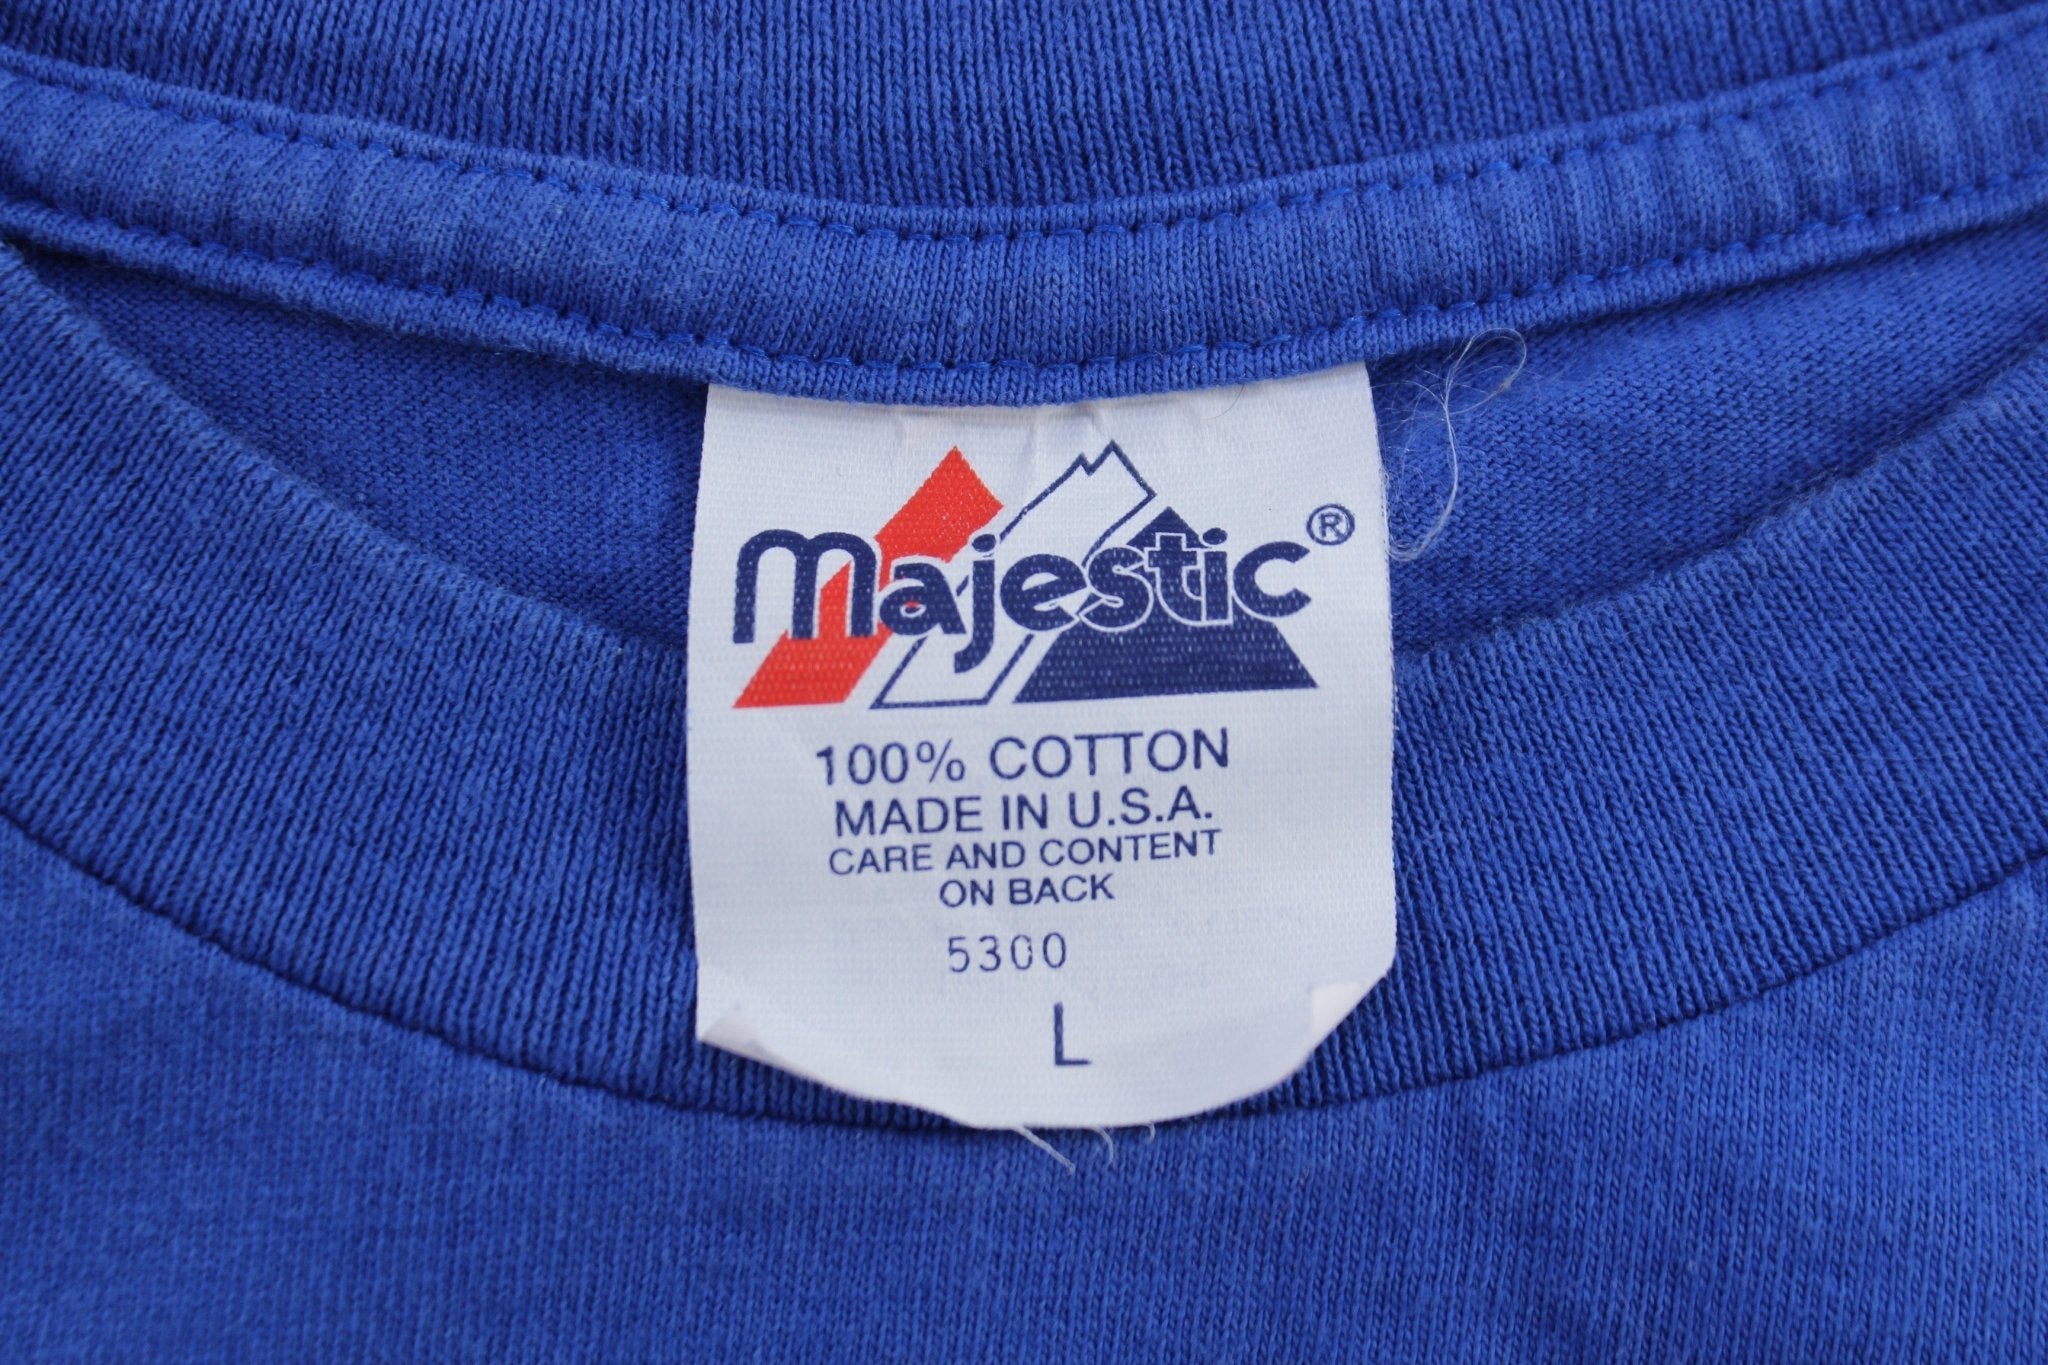 majestic®
100% COTTON
MADE IN U.S.A.
CARE AND CONTENT
ON BACK
5300
L